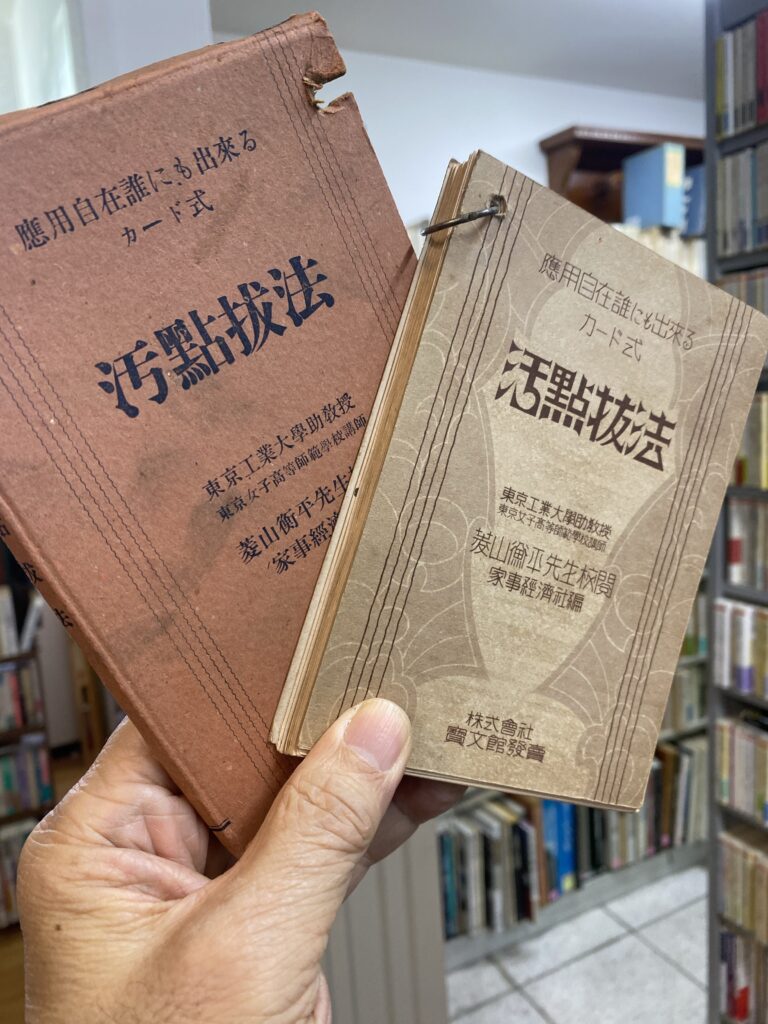 應用自在誰にも出來る
カード式
汚點拔法
東京工業大學助教授
東京女子高等師範學校講師
菱山衡平先生
家事經濟
應用自在誰にも出來る
カード式
汚點拔法
東京工業大學助教授
東京女子高等師範學校講師
菱山衡平先生校閲
家事經濟社編
株式會社
寶文館發賣
拔法